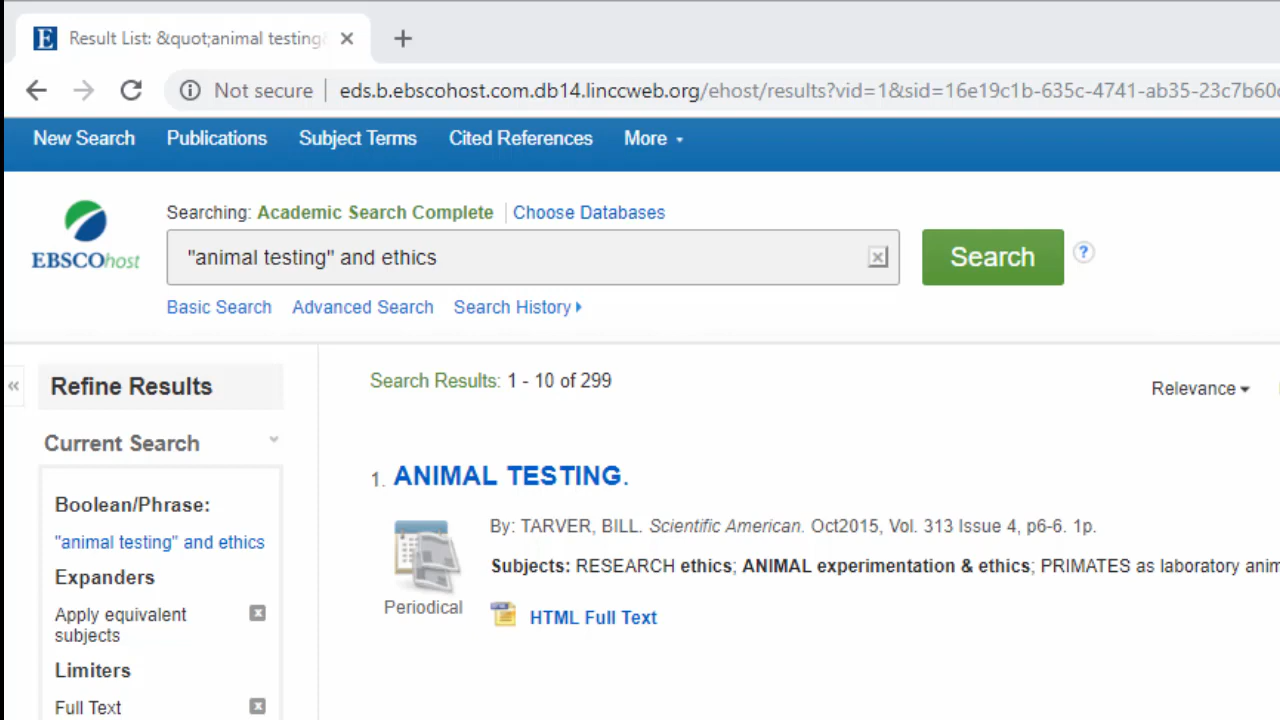 E Result List: &quot;animal testing&
Not secure | eds.b.ebscohost.com.db14.linccweb.org/ehost/results?vid=1&sid=16e19c1b-635c-4741-ab35-23c7b60
New Search Publications Subject Terms Cited References More
EBSCOhost
Searching: Academic Search Complete Choose Databases
"animal testing" and ethics
Search ?
Basic Search Advanced Search Search History
« Refine Results
Search Results: 1 - 10 of 299
Relevance
Current Search
Boolean/Phrase:
"animal testing" and ethics
Expanders
Apply equivalent
subjects
Limiters
Full Text
1. ANIMAL TESTING.
By: TARVER, BILL. Scientific American. Oct2015, Vol. 313 Issue 4, p6-6. 1p.
Subjects: RESEARCH ethics; ANIMAL experimentation & ethics; PRIMATES as laboratory anim
Periodical
HTML Full Text